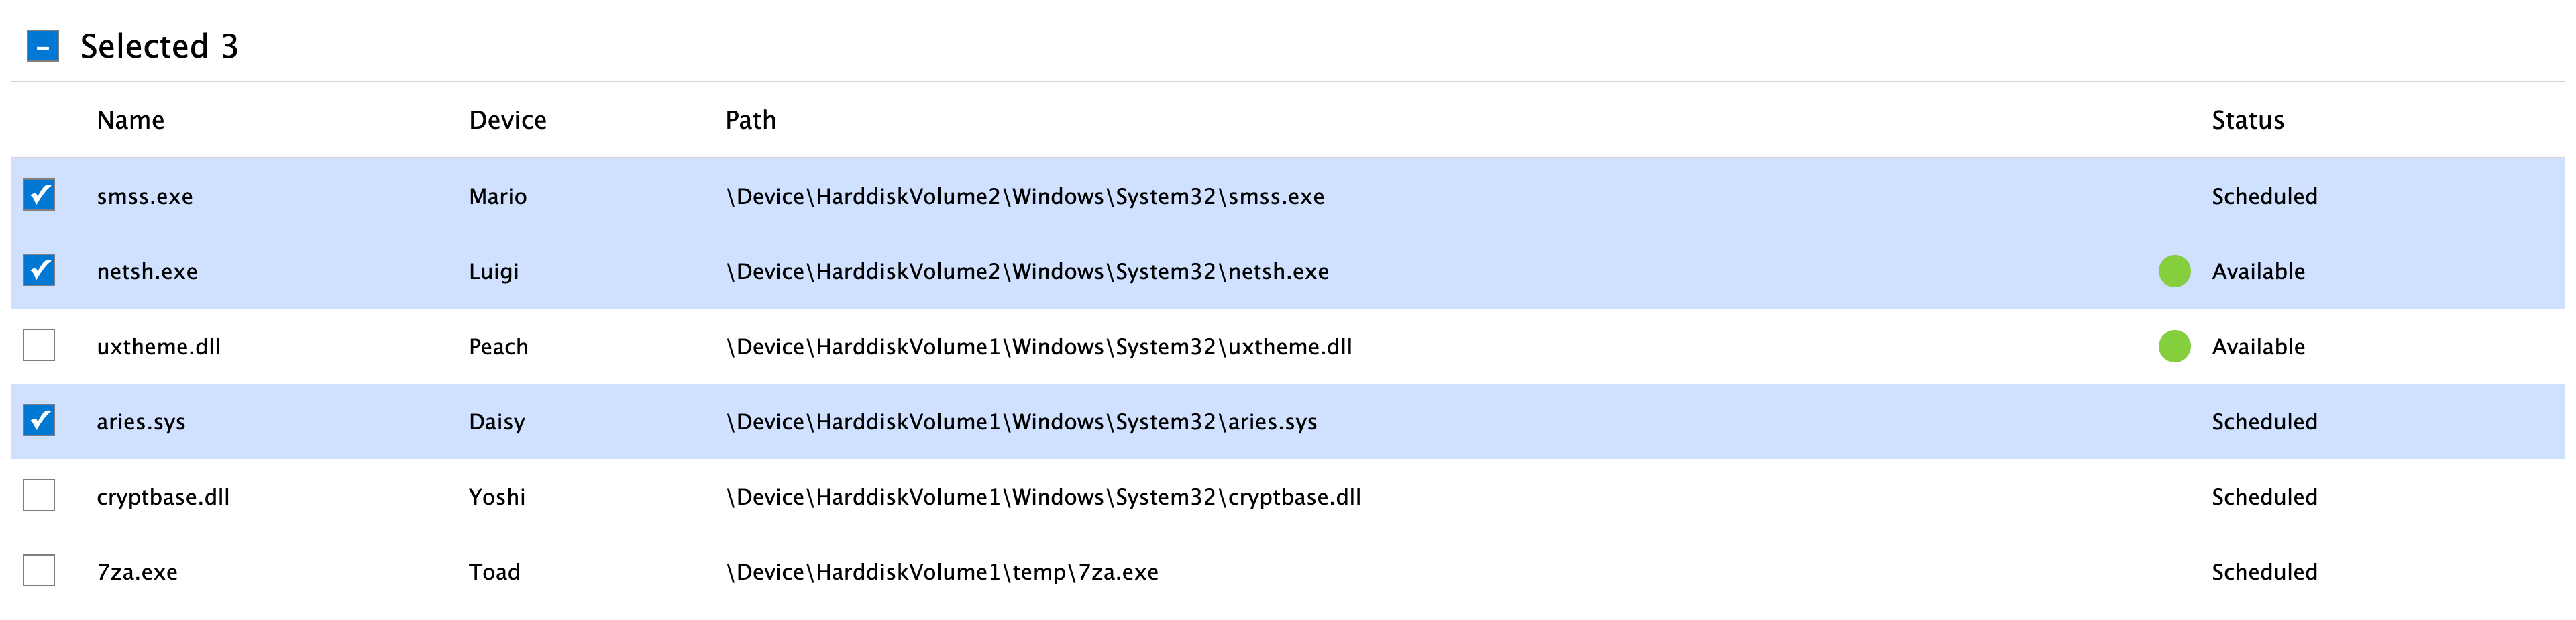 Selected 3
Name Device Path Status
smss.exe Mario \Device\HarddiskVolume2\Windows\System32\smss.exe Scheduled
netsh.exe Luigi \Device\HarddiskVolume2\Windows\System32\netsh.exe Available
uxtheme.dll Peach \Device\HarddiskVolume1\Windows\System32\uxtheme.dll Available
aries.sys Daisy \Device\HarddiskVolume1\Windows\System32\aries.sys Scheduled
cryptbase.dll Yoshi \Device\HarddiskVolume1\Windows\System32\cryptbase.dll Scheduled
7za.exe Toad \Device\HarddiskVolume1\temp\7za.exe Scheduled